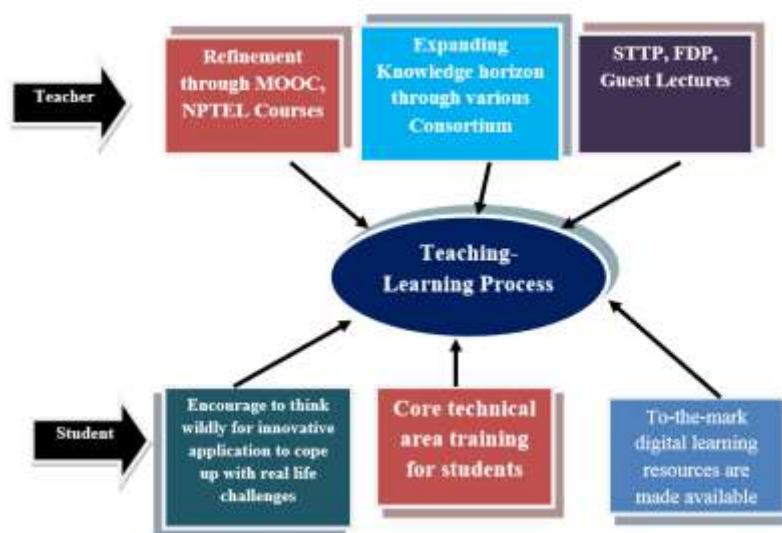 Teacher
Refinement
through MOOC,
NPTEL Courses
Expanding
Knowledge horizon
through various
Consortium
STTP, FDP,
Guest Lectures
Teaching-
Learning Process
Student
Encourage to think
wildly for innovative
application to cope
up with real life
challenges
Core technical
area training
for students
To-the-mark
digital learning
resources are
made available